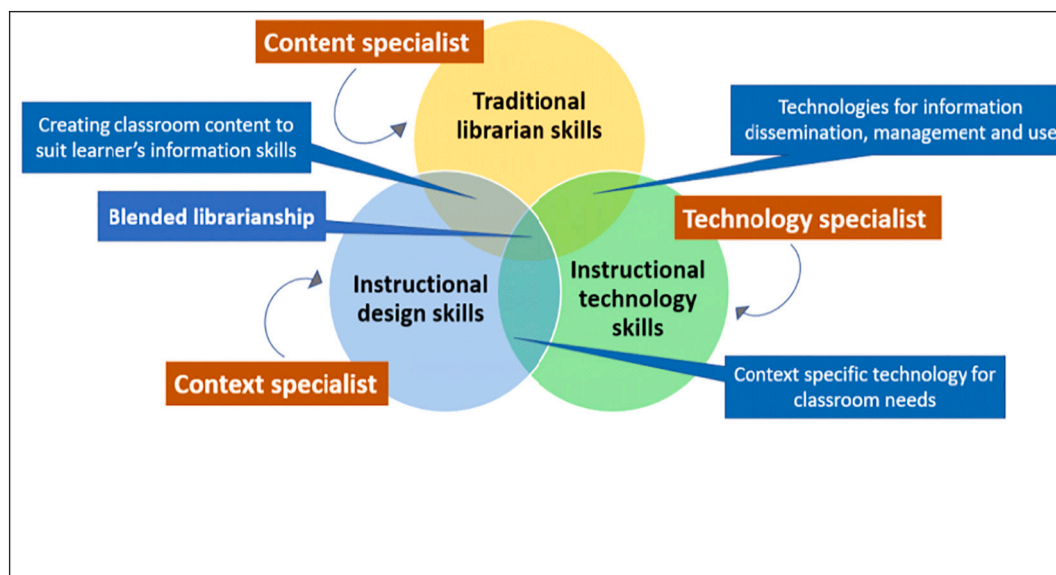 Content specialist
Traditional
librarian skills
Creating classroom content to
suit learner's information skills
Technologies for information
dissemination, management and use
Blended librarianship
Technology specialist
Instructional
design skills
Instructional
technology
skills
Context specialist
Context specific technology for
classroom needs